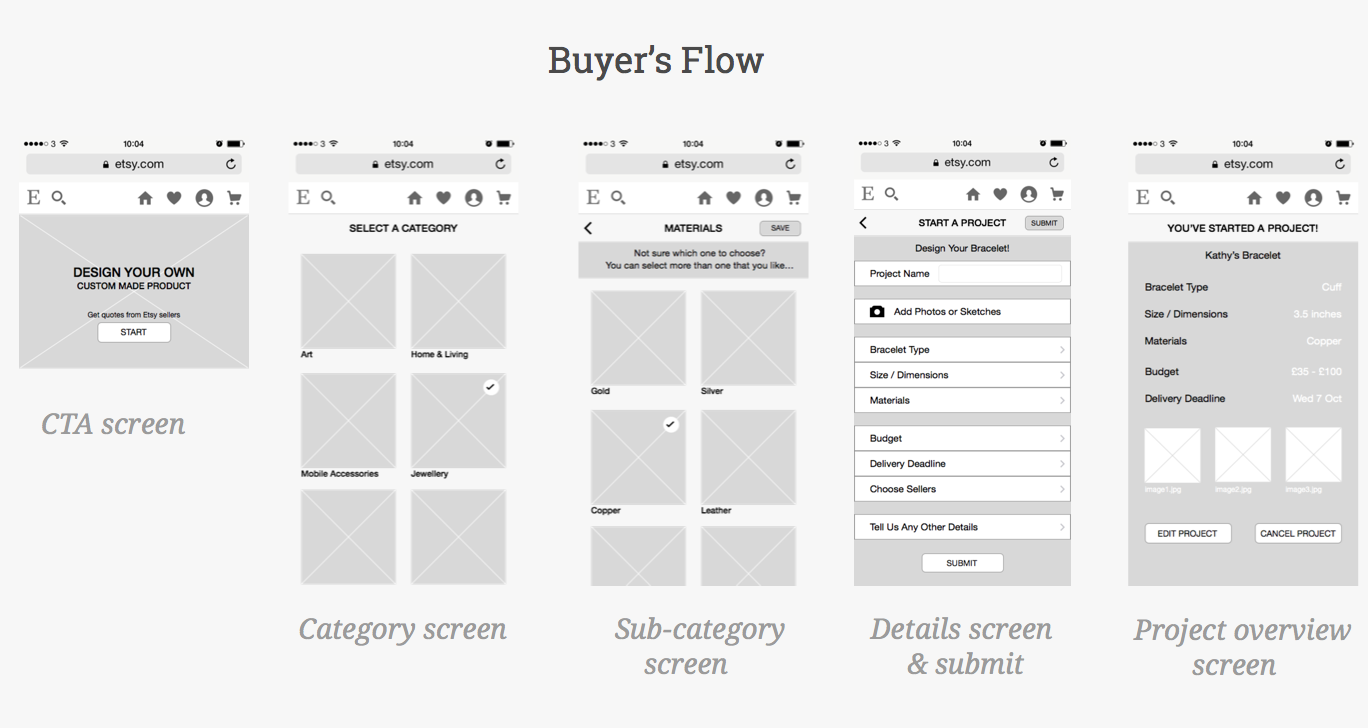 Buyer's Flow
3 10:04
etsy.com
E
DESIGN YOUR OWN
CUSTOM MADE PRODUCT
Get quotes from Etsy sellers
START
CTA screen
3 10:04
etsy.com
E
SELECT A CATEGORY
Art Home & Living
Mobile Accessories Jewellery
Category screen
3 10:04
etsy.com
E
MATERIALS SAVE
Not sure which one to choose?
You can select more than one that you like...
Gold Silver
Copper Leather
Sub-category
screen
3 10:04
etsy.com
E
START A PROJECT SUBMIT
Design Your Bracelet!
Project Name
Add Photos or Sketches
Bracelet Type
Size / Dimensions
Materials
Budget
Delivery Deadline
Choose Sellers
Tell Us Any Other Details
SUBMIT
Details screen
& submit
3 10:04
etsy.com
E
YOU'VE STARTED A PROJECT!
Kathy's Bracelet
Bracelet Type Cuff
Size / Dimensions 3.5 inches
Materials Copper
Budget £35 - £100
Delivery Deadline Wed 7 Oct
image1.jpg image2.jpg image3.jpg
EDIT PROJECT CANCEL PROJECT
Project overview
screen